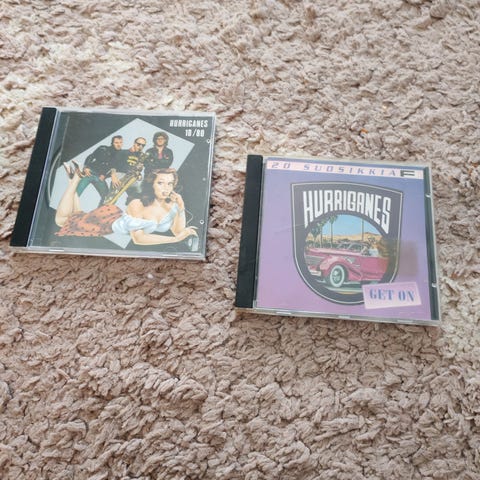 HURRIGANES
10/80
20 SUOSIKKIA F
HURRIGANES
GET ON